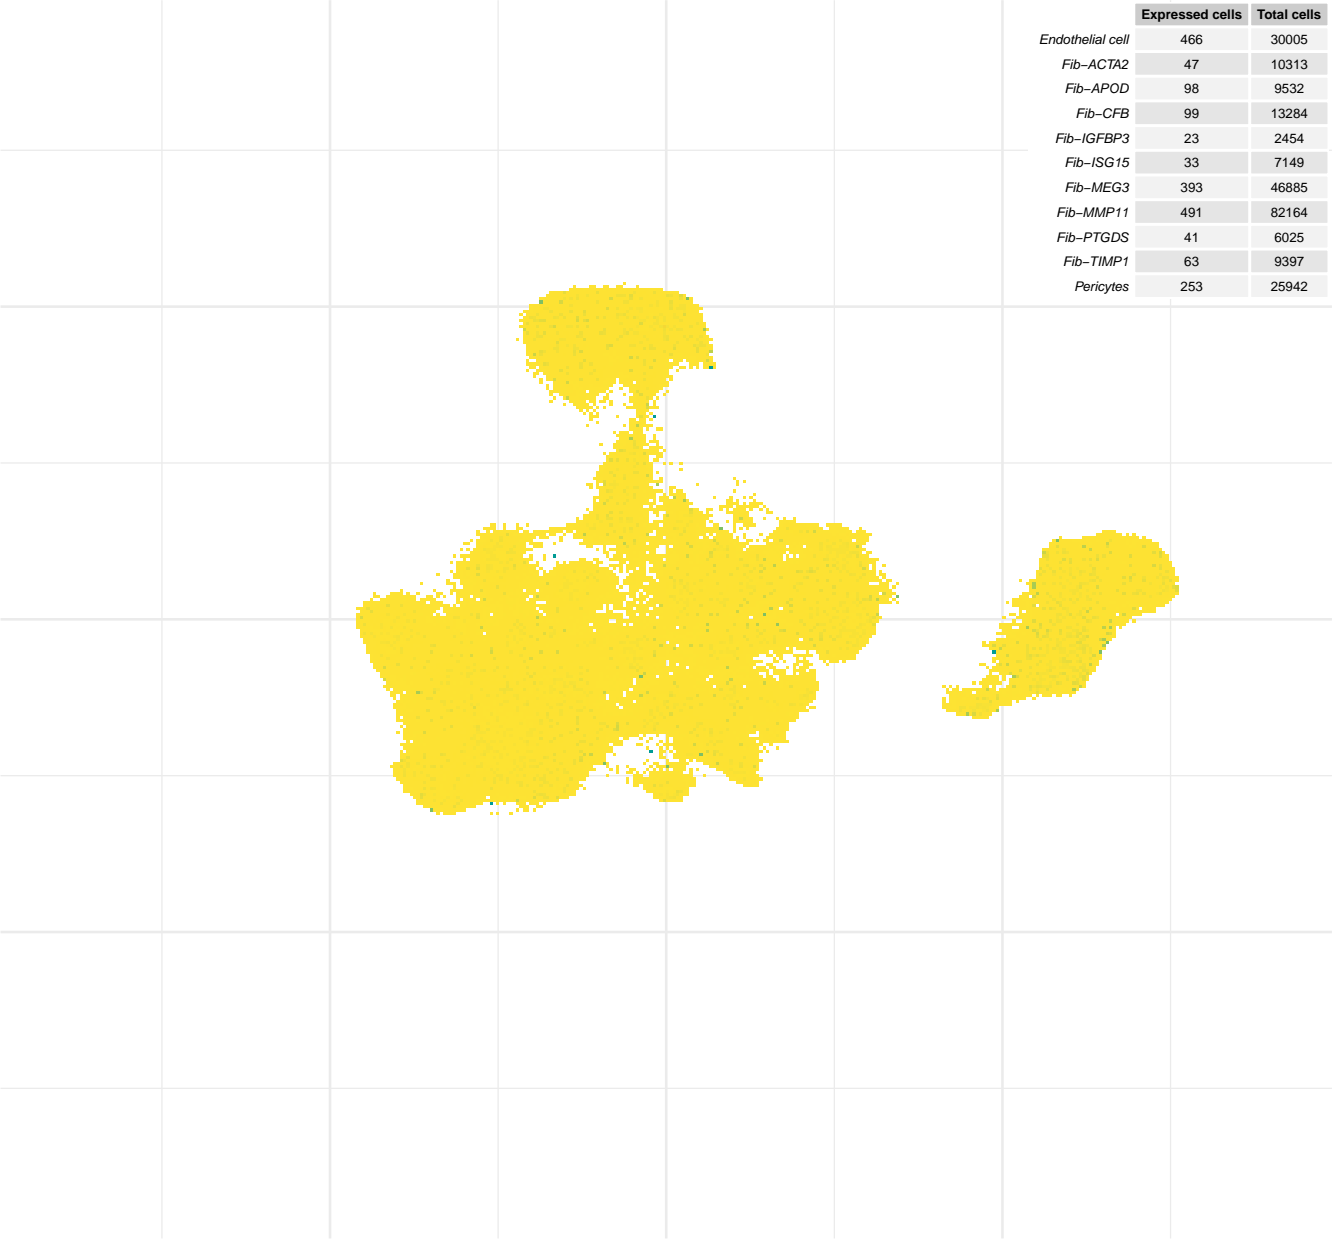 Expressed cells Total cells
Endothelial cell 466 30005
Fib−ACTA2 47 10313
Fib−APOD 98 9532
Fib−CFB 99 13284
Fib−IGFBP3 23 2454
Fib−ISG15 33 7149
Fib−MEG3 393 46885
Fib−MMP11 491 82164
Fib−PTGDS 41 6025
Fib−TIMP1 63 9397
Pericytes 253 25942